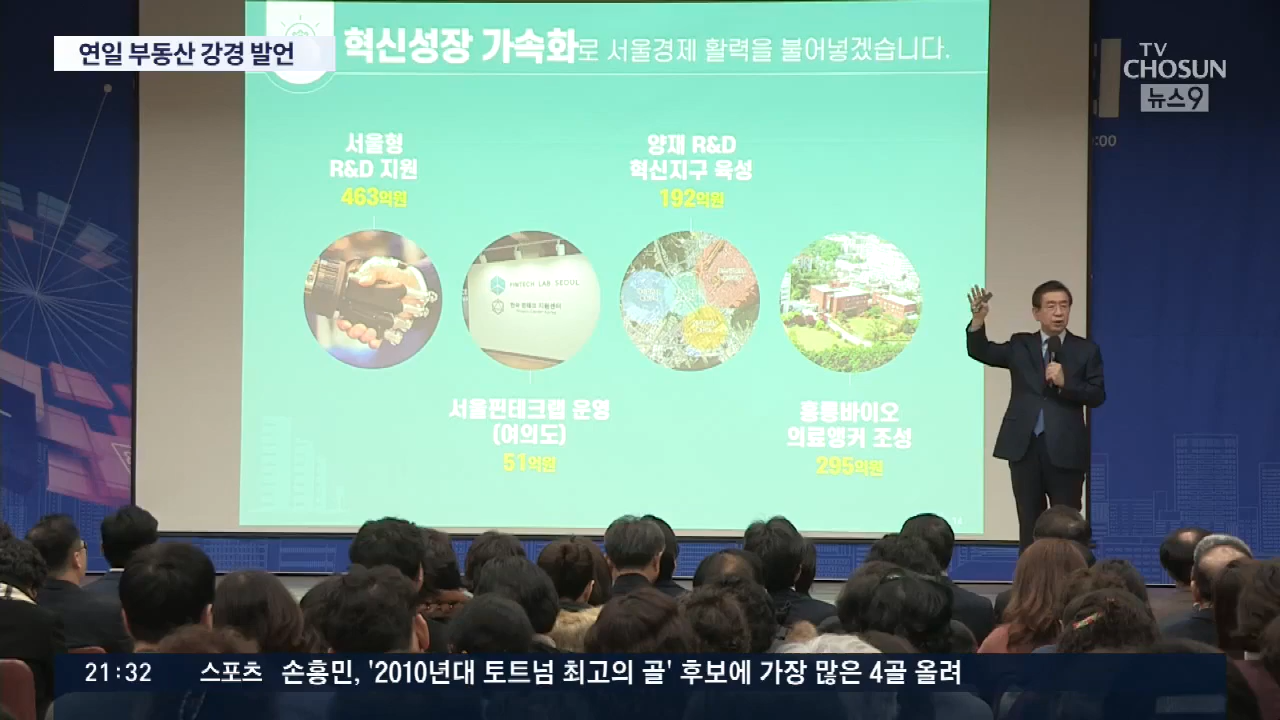 연일 부동산 강경 발언
혁신성장 가속화로 서울경제 활력을 불어넣겠습니다.
TV
CHOSUN
뉴스9
:00
서울형
R&D 지원
463억원
양재 R&D
혁신지구 육성
192억원
FINTECH LAB SEOUL
서울핀테크랩 운영
(여의도)
51억원
홍릉바이오
의료앵커 조성
295억원
21:32 스포츠 손흥민, '2010년대 토트넘 최고의 골' 후보에 가장 많은 4골 올려